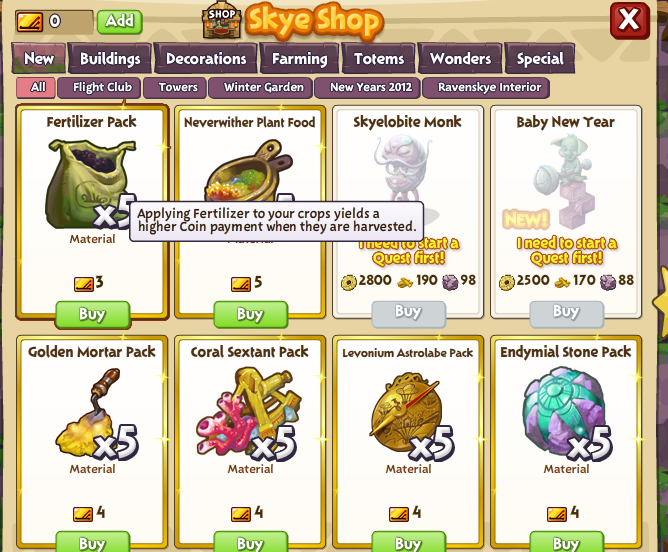 0
Add
SHOP
Skye Shop
X
New
Buildings
Decorations
Farming
Totems
Wonders
Special
All
Flight Club
Towers
Winter Garden
New Years 2012
Ravenskye Interior
Fertilizer Pack
Neverwither Plant Food
Skyelobite Monk
Baby New Year
x5
NEW!
Applying Fertilizer to your crops yields a
higher Coin payment when they are harvested.
Material
Material
I need to start a
Quest first!
I need to start a
Quest first!
3
5
2800 190 98
2500 170 88
Buy
Buy
Buy
Buy
Golden Mortar Pack
Coral Sextant Pack
Levonium Astrolabe Pack
Endymial Stone Pack
x5
x5
x5
x5
Material
Material
Material
Material
4
4
4
4
Buy
Buy
Buy
Buy